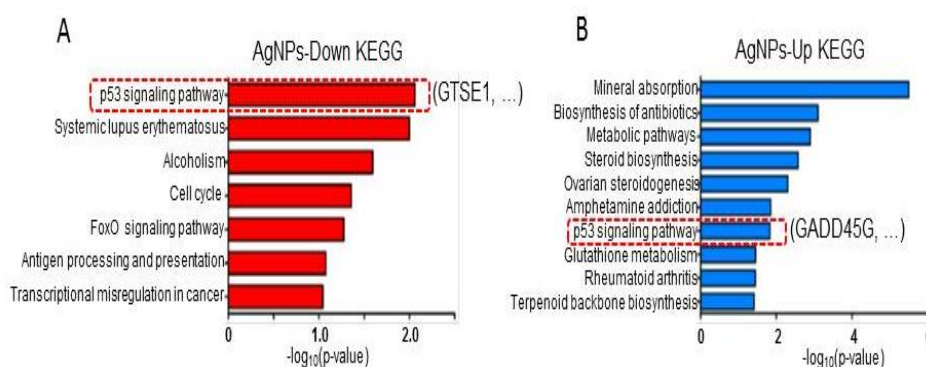 A
AgNPs-Down KEGG
p53 signaling pathway
(GTSE1, ...)
Systemic lupus erythematosus
Alcoholism
Cell cycle
FoxO signaling pathway
Antigen processing and presentation
Transcriptional misregulation in cancer
0 1.0 2.0
-log10(p-value)
B
AgNPs-Up KEGG
Mineral absorption
Biosynthesis of antibiotics
Metabolic pathways
Steroid biosynthesis
Ovarian steroidogenesis
Amphetamine addiction
p53 signaling pathway
(GADD45G, ...)
Glutathione metabolism
Rheumatoid arthritis
Terpenoid backbone biosynthesis
0 2 4 6
-log10(p-value)